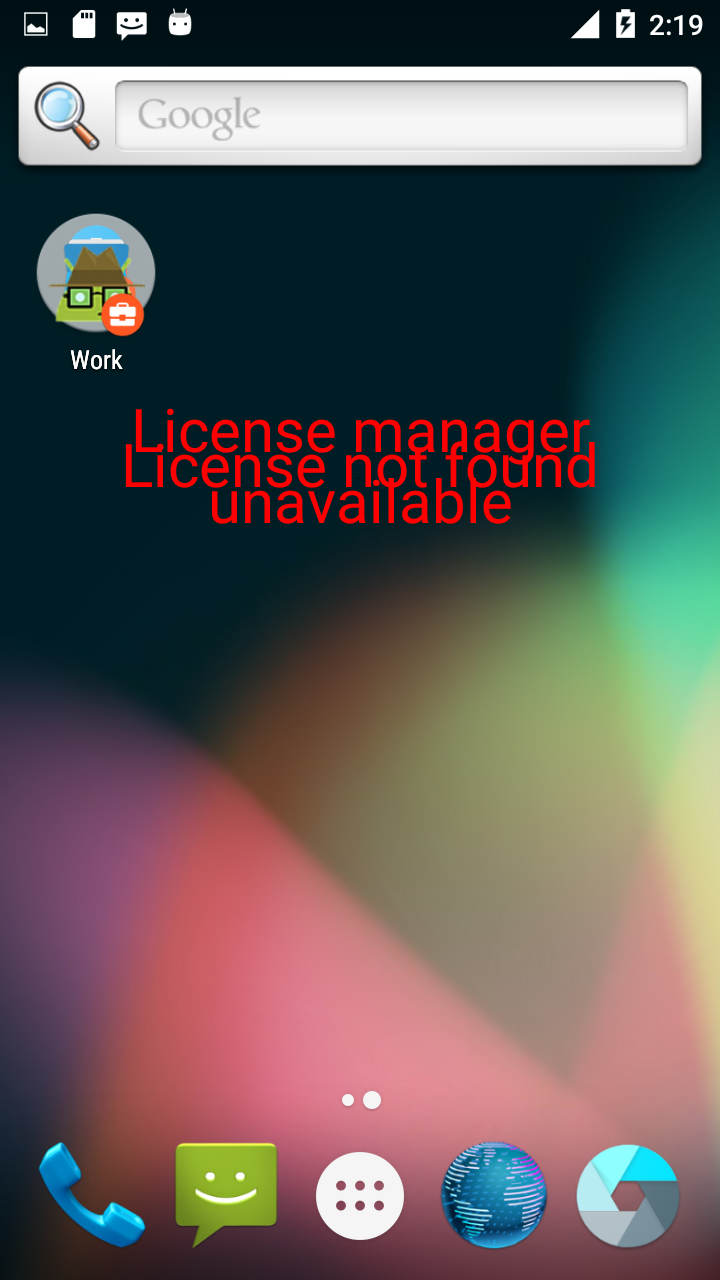 2:19
Google
Work
License manager
License not found
unavailable